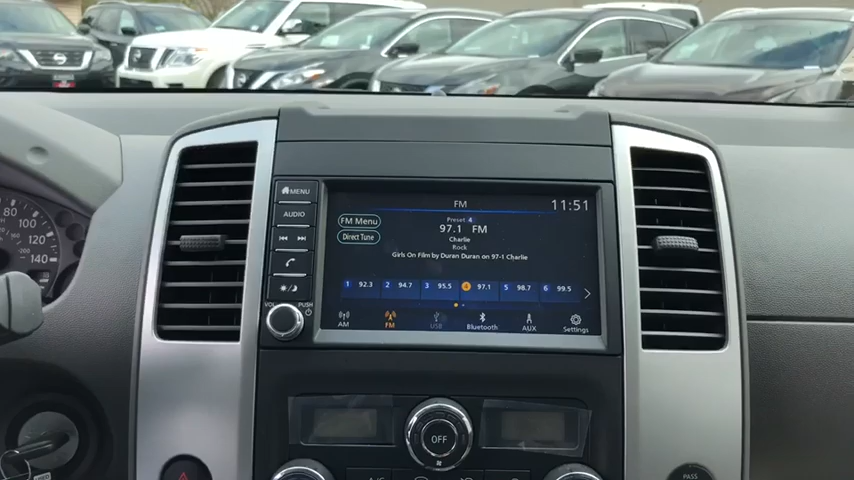 80
100
120
140
MENU
AUDIO
VOL PUSH
FM 11:51
FM Menu
Direct Tune
Preset 4
97.1 FM
Charlie
Rock
Girls On Film by Duran Duran on 97-1 Charlie
1 92.3 2 94.7 3 95.5 4 97.1 5 98.7 6 99.5
AM FM USB Bluetooth AUX Settings
OFF
PASS